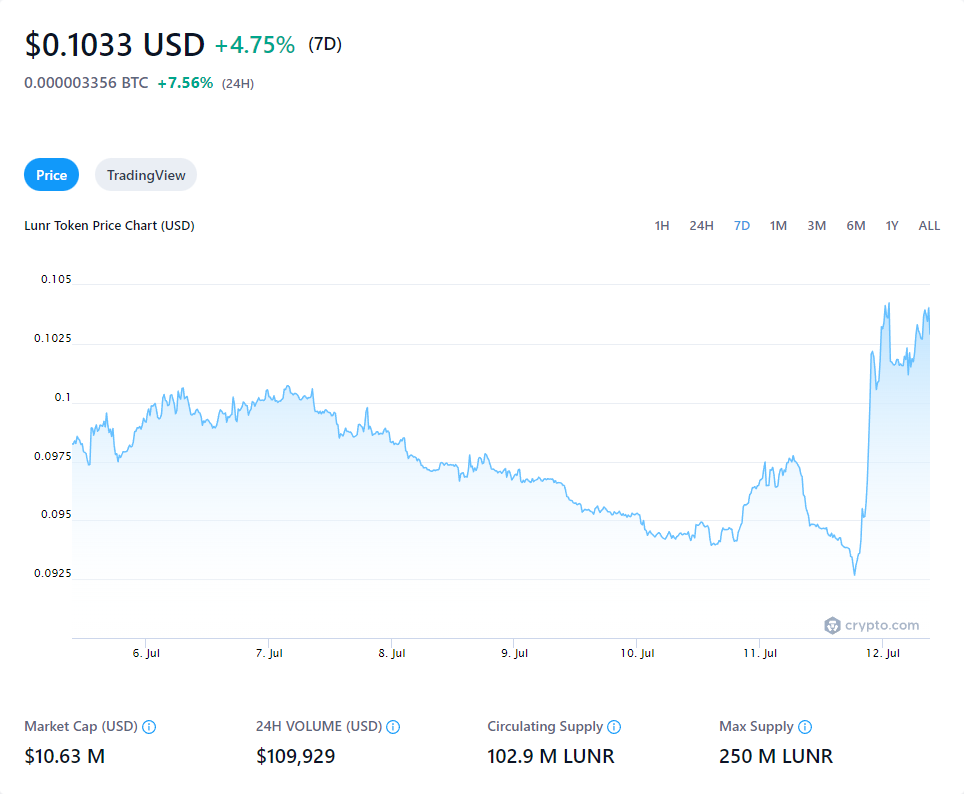 $0.1033 USD +4.75% (7D)
0.000003356 BTC +7.56% (24H)
Price TradingView
Lunr Token Price Chart (USD) 1H 24H 7D 1M 3M 6M 1Y ALL
0.105
0.1025
0.1
0.0975
0.095
0.0925
crypto.com
6. Jul 7. Jul 8. Jul 9. Jul 10. Jul 11. Jul 12. Jul
Market Cap (USD) 24H VOLUME (USD) Circulating Supply Max Supply
$10.63 M $109,929 102.9 M LUNR 250 M LUNR